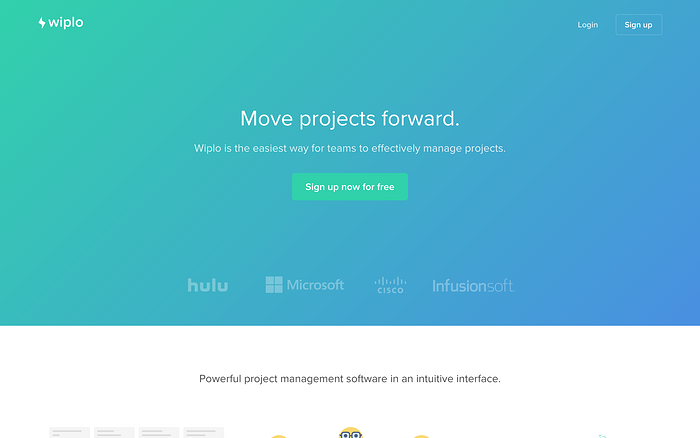 wiplo
Login
Sign up
Move projects forward.
Wiplo is the easiest way for teams to effectively manage projects.
Sign up now for free
hulu
Microsoft
CISCO
Infusionsoft.
Powerful project management software in an intuitive interface.